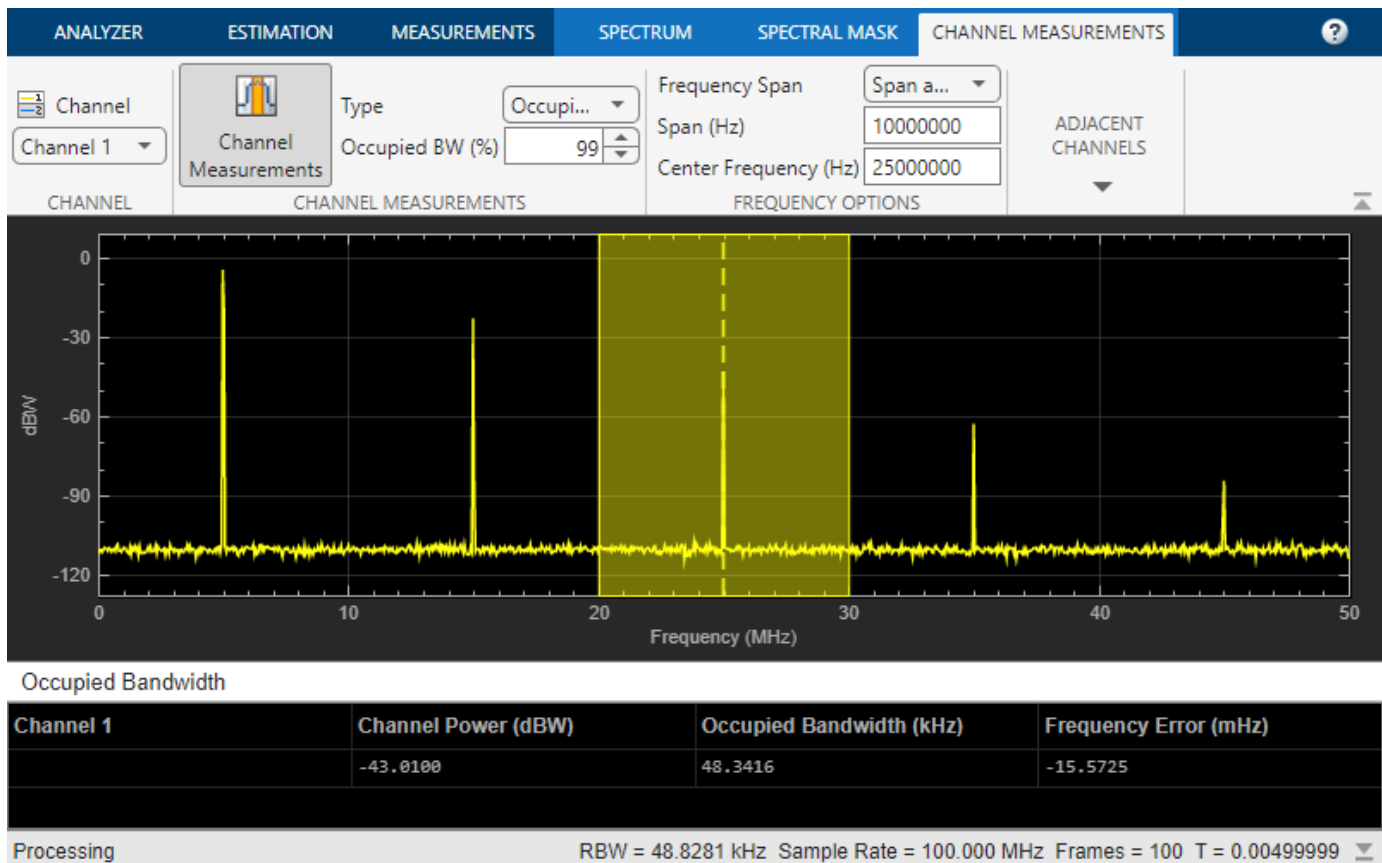 ANALYZER ESTIMATION MEASUREMENTS SPECTRUM SPECTRAL MASK CHANNEL MEASUREMENTS ?
Channel
Channel 1
CHANNEL
Channel
Measurements
Type Occupi...
Occupied BW (%) 99
CHANNEL MEASUREMENTS
Frequency Span Span a...
Span (Hz) 10000000
Center Frequency (Hz) 25000000
FREQUENCY OPTIONS
ADJACENT
CHANNELS
0
-30
-60
-90
-120
dBW
0 10 20 30 40 50
Frequency (MHz)
Occupied Bandwidth
Channel 1 Channel Power (dBW) Occupied Bandwidth (kHz) Frequency Error (mHz)
-43.0100 48.3416 -15.5725
Processing RBW = 48.8281 kHz Sample Rate = 100.000 MHz Frames = 100 T = 0.00499999